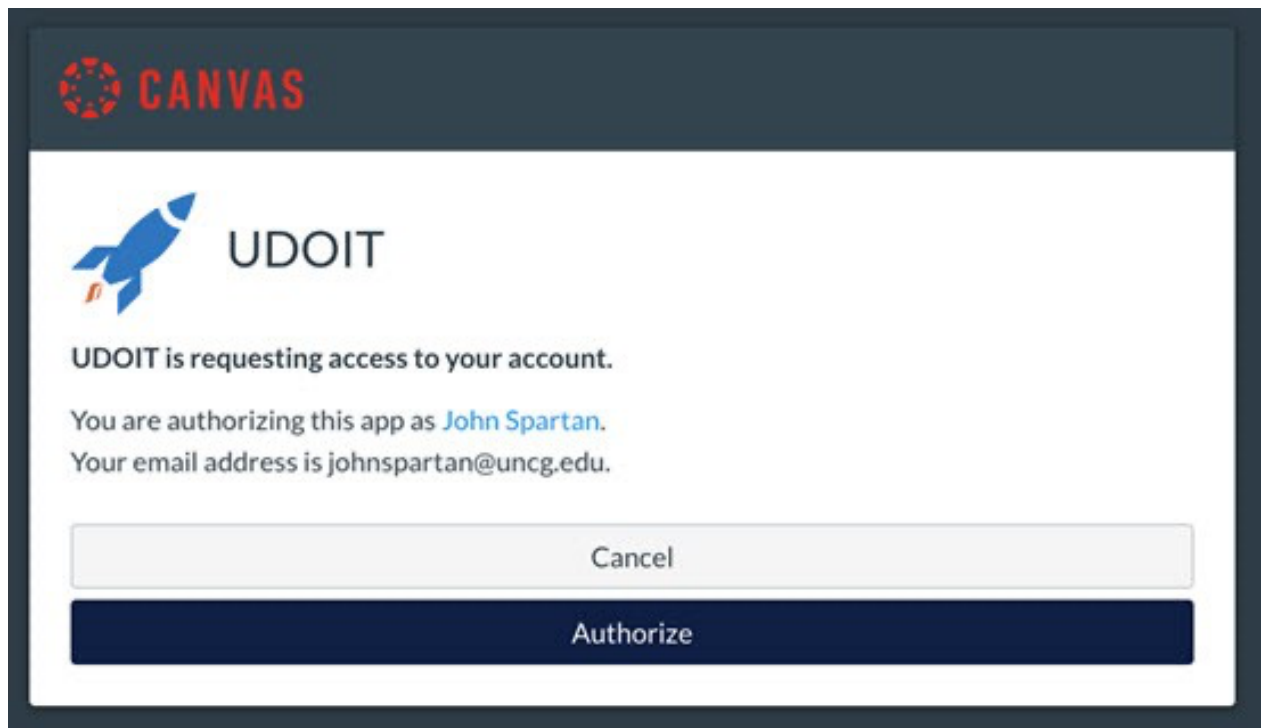 CANVAS
UDOIT
UDOIT is requesting access to your account.
You are authorizing this app as John Spartan.
Your email address is johnspartan@uncg.edu.
Cancel
Authorize